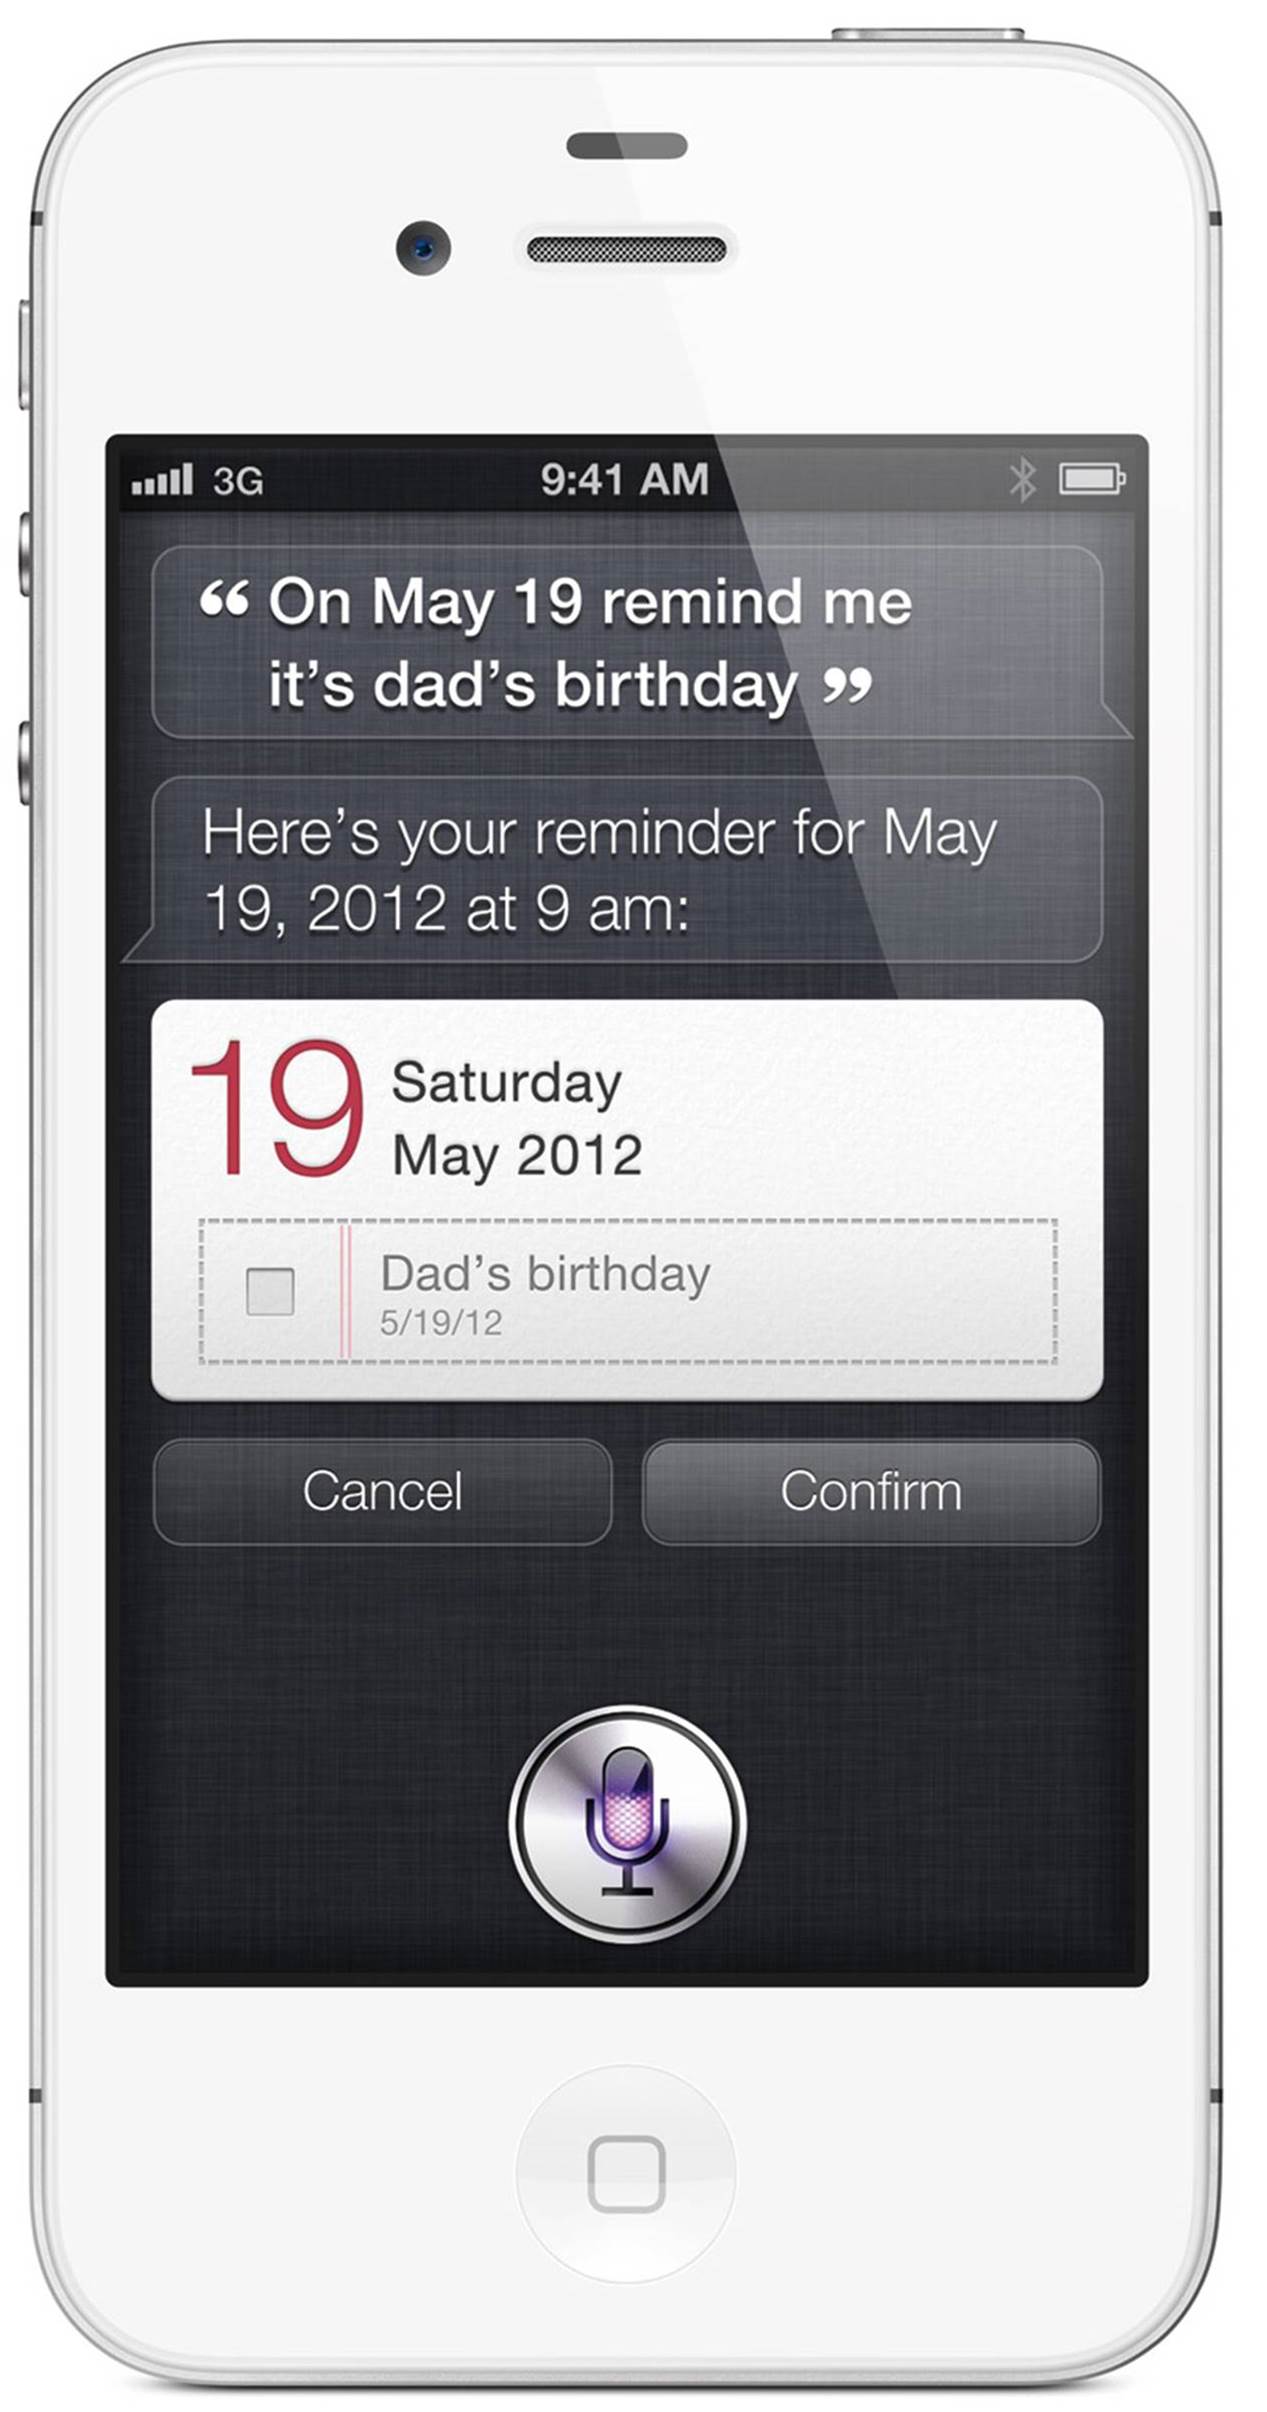 3G 9:41 AM
“ On May 19 remind me
it’s dad’s birthday ”
Here’s your reminder for May
19, 2012 at 9 am:
19
Saturday
May 2012
Dad’s birthday
5/19/12
Cancel Confirm